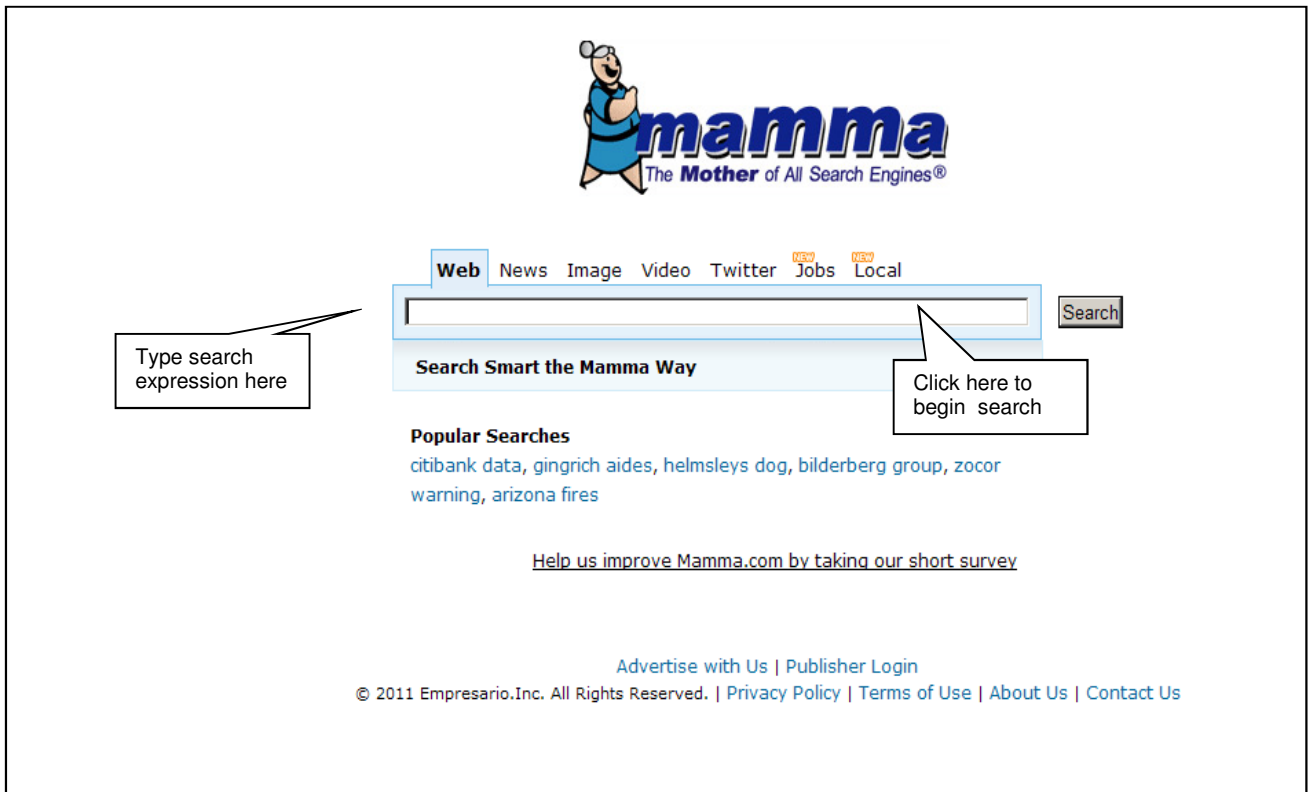 mamma
The Mother of All Search Engines®
NEW NEW
Web News Image Video Twitter Jobs Local
Search
Type search
expression here
Search Smart the Mamma Way
Click here to
begin search
Popular Searches
citibank data, gingrich aides, helmsleys dog, bilderberg group, zocor
warning, arizona fires
Help us improve Mamma.com by taking our short survey
Advertise with Us | Publisher Login
© 2011 Empresario.Inc. All Rights Reserved. | Privacy Policy | Terms of Use | About Us | Contact Us